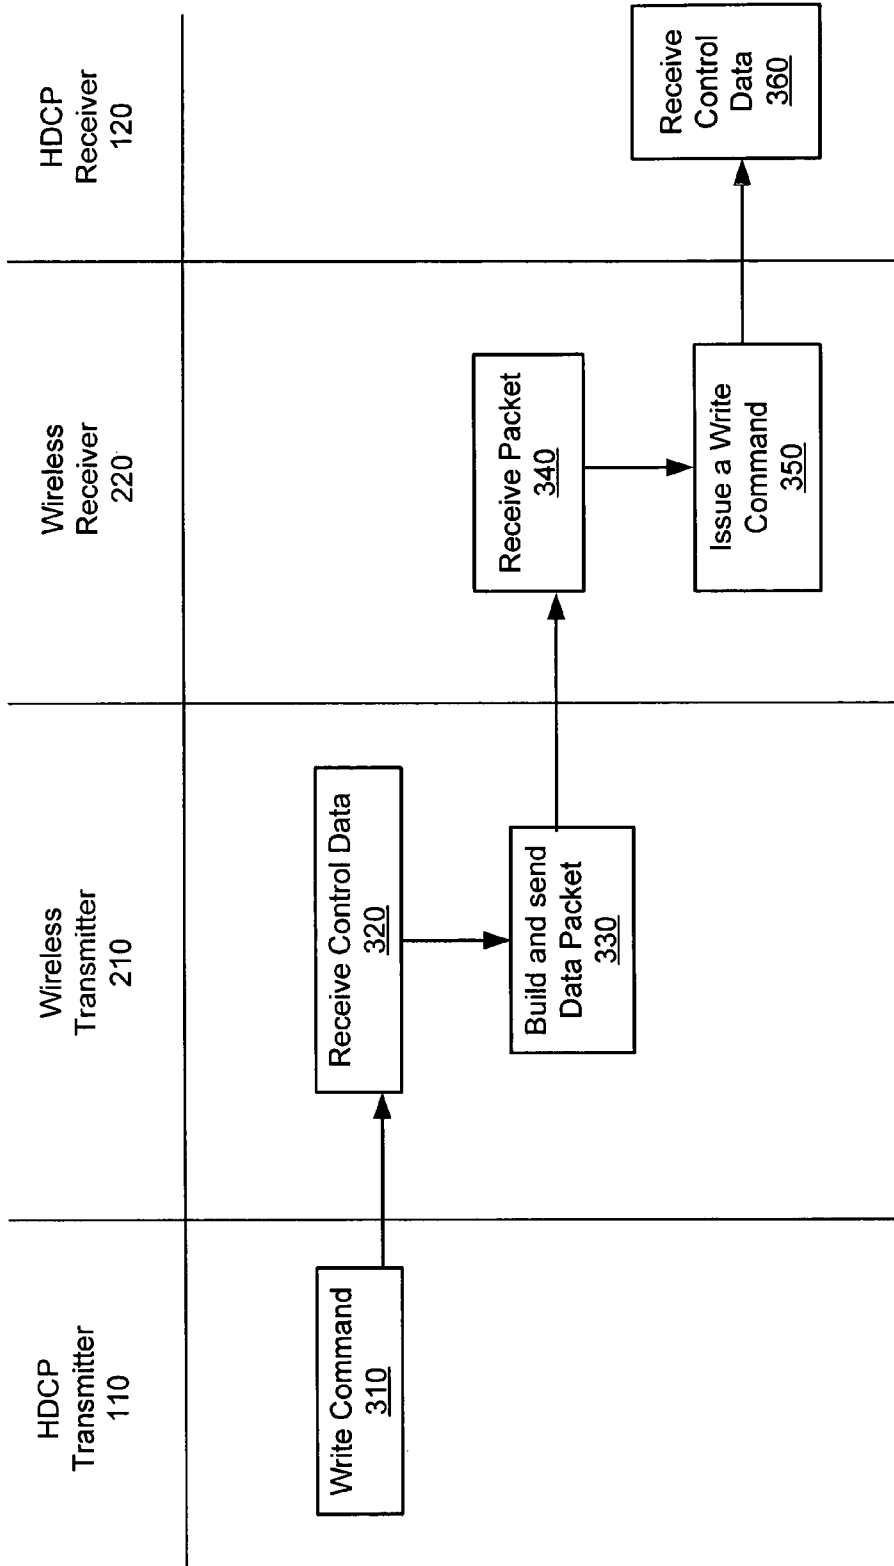 HDCP
Transmitter
110
Wireless
Transmitter
210
Wireless
Receiver
220
HDCP
Receiver
120
Write Command
310
Receive Control Data
320
Build and send
Data Packet
330
Receive Packet
340
Issue a Write
Command
350
Receive
Control
Data
360